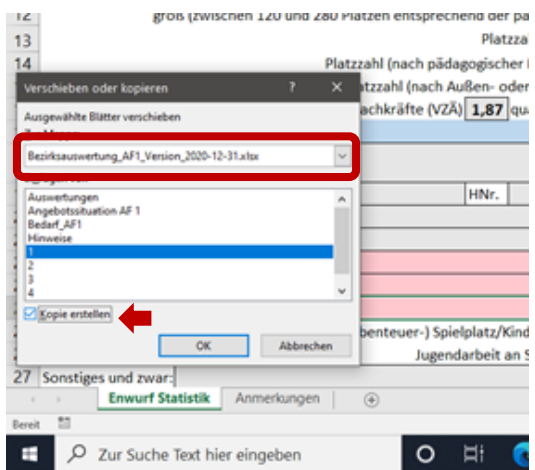 12 groß (zwischen 120 und 280 Plätzen entsprechend der pä
13 Platzza
14 Platzzahl (nach pädagogischer
Verschieben oder kopieren ? ×
atzzahl (nach Außen- oder
Ausgewählte Blätter verschieben
achkräfte (VZÄ) 1,87 qu
Bezirksauswertung_AF1_Version_2020-12-31.xlsx
Auswertungen
HNr.
Angebotssituation AF 1
Bedarf_AF1
Hinweise
1
2
3
4
Kopie erstellen
benteuer-) Spielplatz/Kind
OK Abbrechen
Jugendarbeit an S
27 Sonstiges und zwar:
Enwurf Statistik Anmerkungen
Bereit
Zur Suche Text hier eingeben